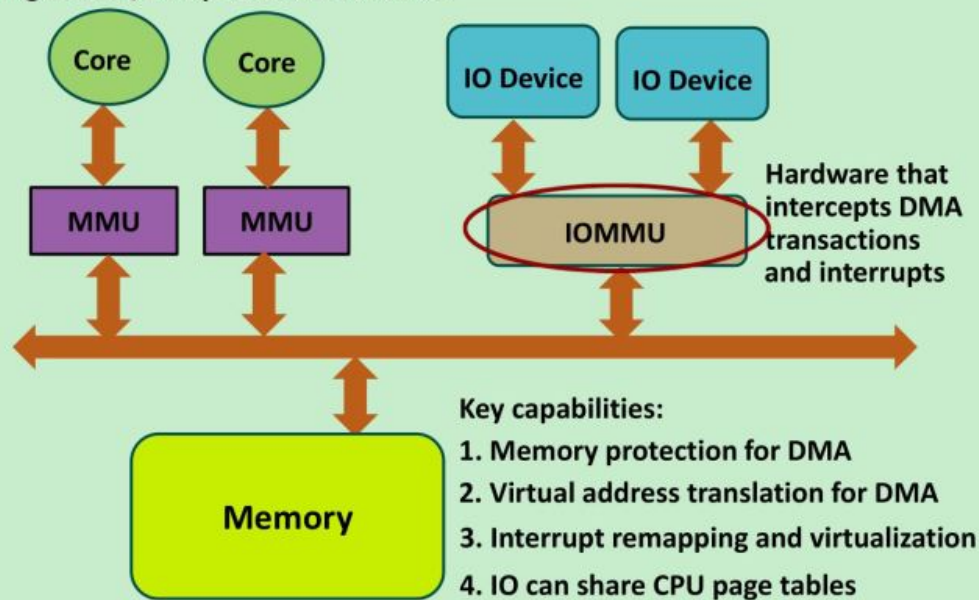 Core
Core
IO Device
IO Device
MMU
MMU
IOMMU
Hardware that
intercepts DMA
transactions
and interrupts
Key capabilities:
1. Memory protection for DMA
2. Virtual address translation for DMA
3. Interrupt remapping and virtualization
4. IO can share CPU page tables
Memory